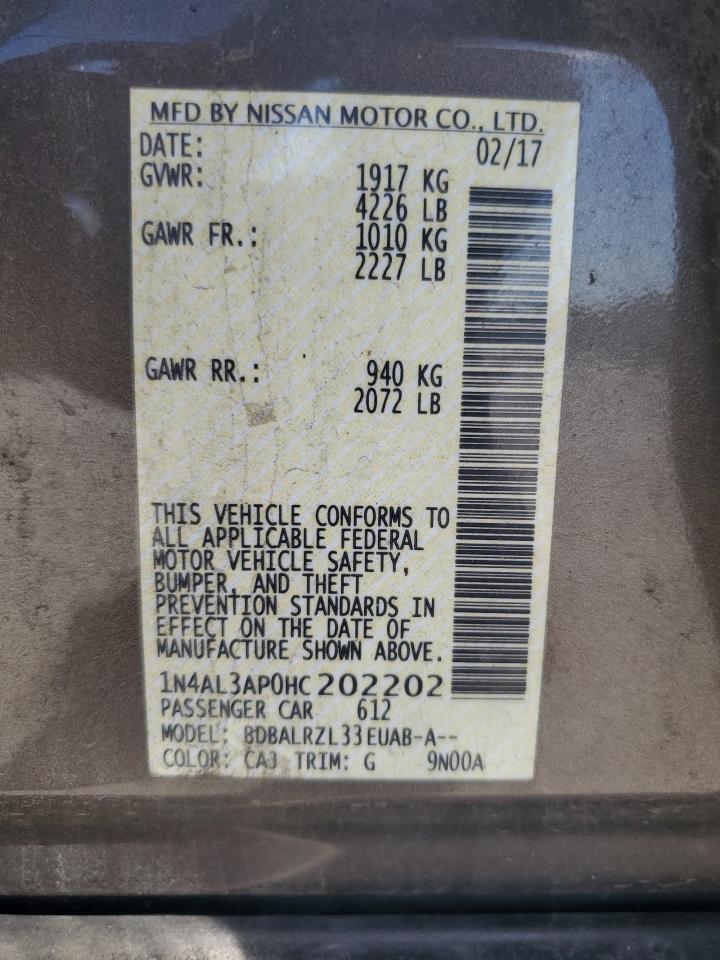 MFD BY NISSAN MOTOR CO., LTD.
DATE: 02/17
GVWR: 1917 KG
4226 LB
GAWR FR.: 1010 KG
2227 LB
GAWR RR.: 940 KG
2072 LB
THIS VEHICLE CONFORMS TO
ALL APPLICABLE FEDERAL
MOTOR VEHICLE SAFETY,
BUMPER, AND THEFT
PREVENTION STANDARDS IN
EFFECT ON THE DATE OF
MANUFACTURE SHOWN ABOVE.
1N4AL3AP0HC202202
PASSENGER CAR 612
MODEL: BDBALRZL33EUAB-A--
COLOR: CAJ TRIM: G 9N00A